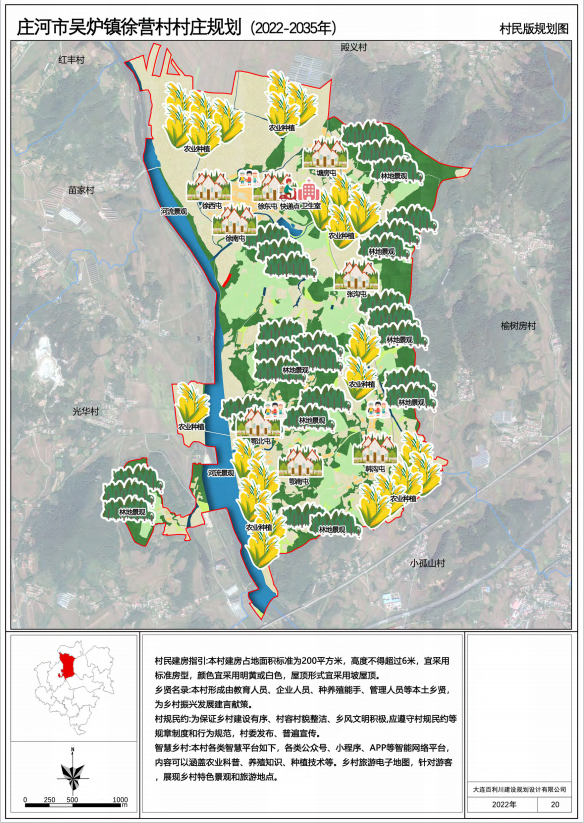 庄河市吴炉镇徐营村村庄规划（2022-2035年）
村民版规划图
殿义村
红丰村
农业种植
农业种植
塘房屯
林地景观
苗家村
徐西屯
徐东屯
快递点
卫生室
河流景观
徐南屯
农业种植
林地景观
张沟屯
榆树房村
林地景观
林地景观
农业种植
林地景观
光华村
农业种植
林地景观
鄂北屯
韩沟屯
河流景观
鄂南屯
农业种植
林地景观
农业种植
林地景观
小孤山村
村民建房指引:本村建房占地面积标准为200平方米，高度不得超过6米，宜采用
标准房型，颜色宜采用明黄或白色，屋顶形式宜采用坡屋顶。
乡贤名录:本村形成由教育人员、企业人员、种养殖能手、管理人员等本土乡贤，
为乡村振兴发展建言献策。
村规民约:为保证乡村建设有序、村容村貌整洁、乡风文明积极,应遵守村规民约等
规章制度和行为规范，村委发布、普遍宣传。
智慧乡村:本村各类智慧平台如下，各类公众号、小程序、APP等智能网络平台，
内容可以涵盖农业科普、养殖知识、种植技术等。乡村旅游电子地图，针对游客
，展现乡村特色景观和旅游地点。
N
0 250 500 1000
m
大连百利川建设规划设计有限公司
2022年 20